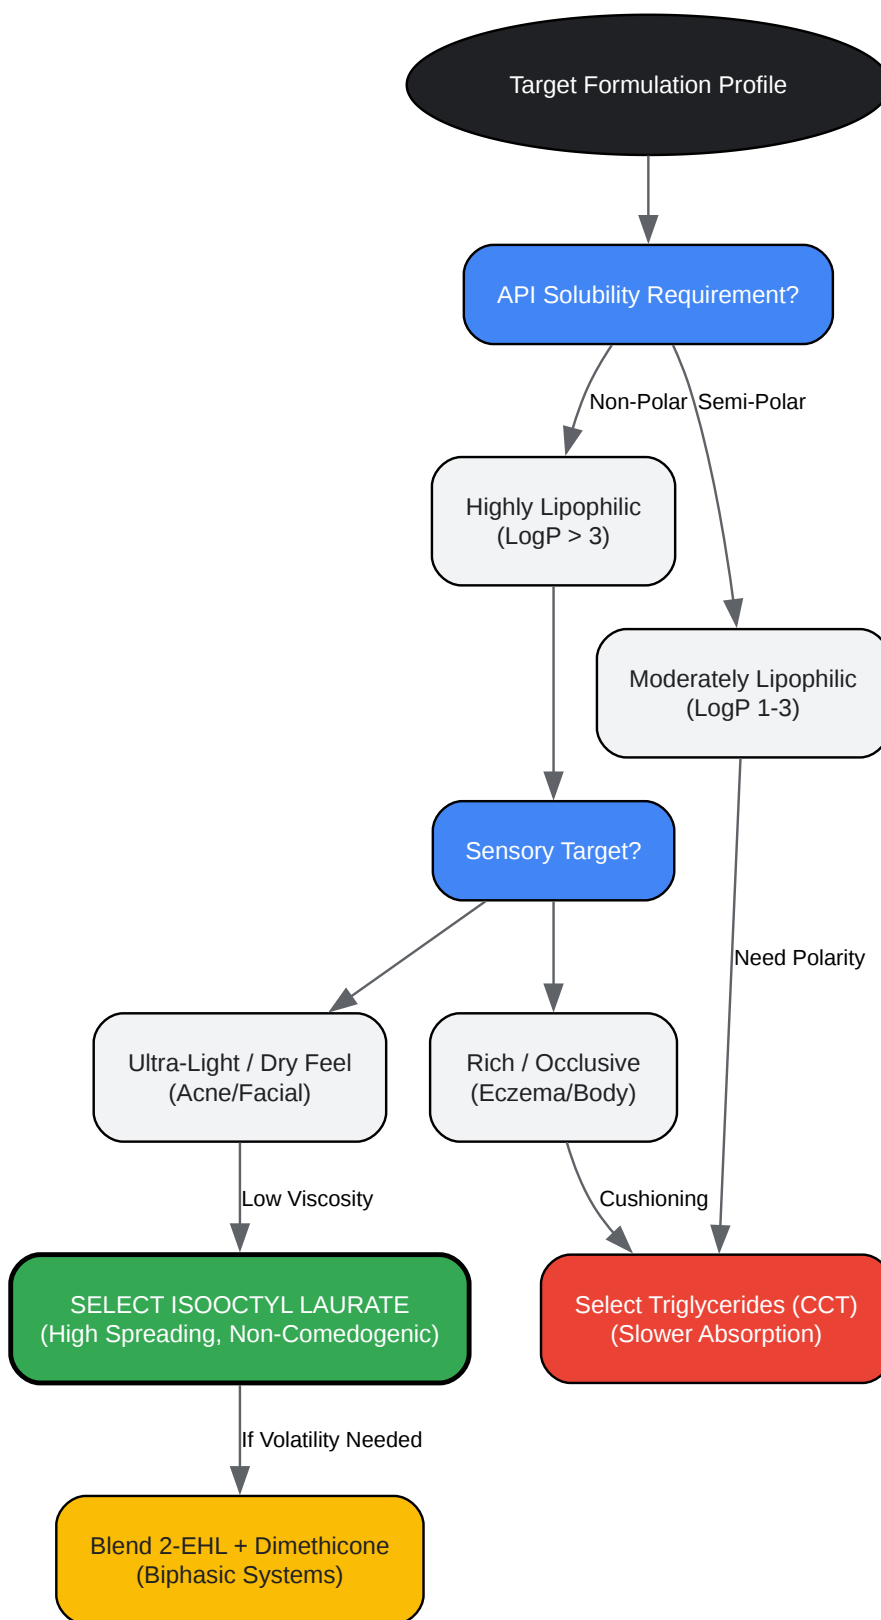 Target Formulation Profile
API Solubility Requirement?
Non-Polar
Semi-Polar
Highly Lipophilic
(LogP > 3)
Moderately Lipophilic
(LogP 1-3)
Sensory Target?
Need Polarity
Ultra-Light / Dry Feel
(Acne/Facial)
Rich / Occlusive
(Eczema/Body)
Low Viscosity
Cushioning
SELECT ISOOCTYL LAURATE
(High Spreading, Non-Comedogenic)
Select Triglycerides (CCT)
(Slower Absorption)
If Volatility Needed
Blend 2-EHL + Dimethicone
(Biphasic Systems)